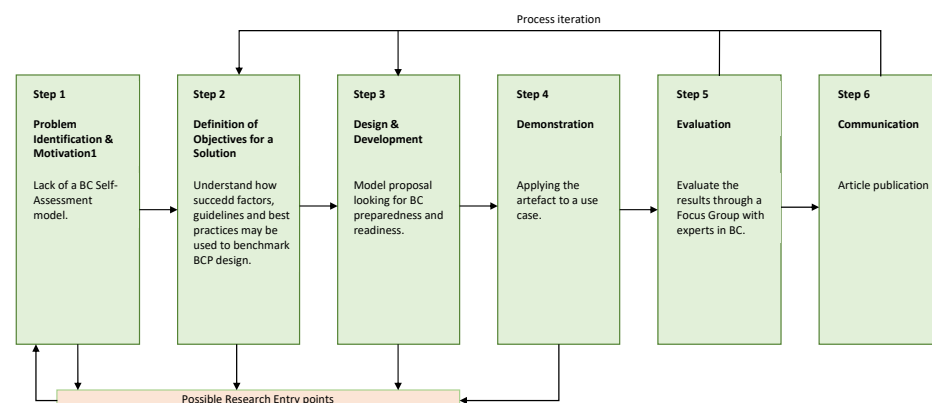 Process iteration
Step 1
Problem
Identification &
Motivation1
Lack of a BC Self-
Assessment
model.
Step 2
Definition of
Objectives for a
Solution
Understand how
succedd factors,
guidelines and best
practices may be
used to benchmark
BCP design.
Step 3
Design &
Development
Model proposal
looking for BC
preparedness and
readiness.
Step 4
Demonstration
Applying the
artefact to a use
case.
Step 5
Evaluation
Evaluate the
results through a
Focus Group with
experts in BC.
Step 6
Communication
Article publication
Possible Research Entry points